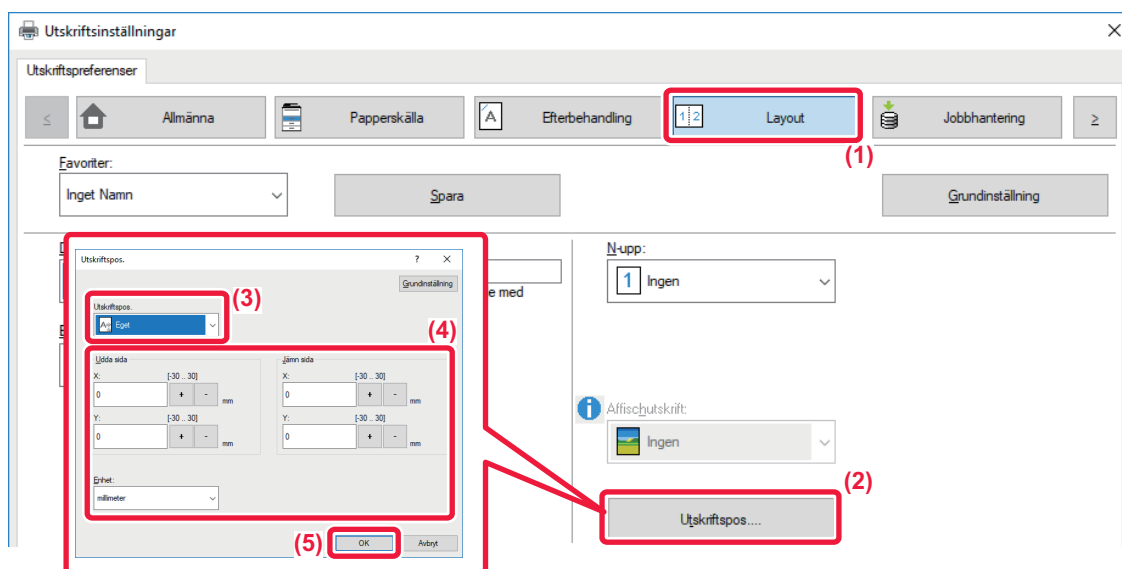 Utskriftsinställningar
Utskriftspreferenser
< Allmänna Papperskälla Efterbehandling Layout Jobbhantering >
(1)
Favoriter:
Inget Namn Spara Grundinställning
Utskriftspos. ? ×
Grundinställning
e med
Utskriftspos.
(3)
Eget
(4)
Udda sida Jämn sida
X: [-30 .. 30] X: [-30 .. 30]
0 + - mm 0 + - mm
Y: [-30 .. 30] Y: [-30 .. 30]
0 + - mm 0 + - mm
Enhet:
millimeter
(5) OK Avbryt
N-upp:
1 Ingen
Affischutskrift:
Ingen
(2)
Utskriftspos....